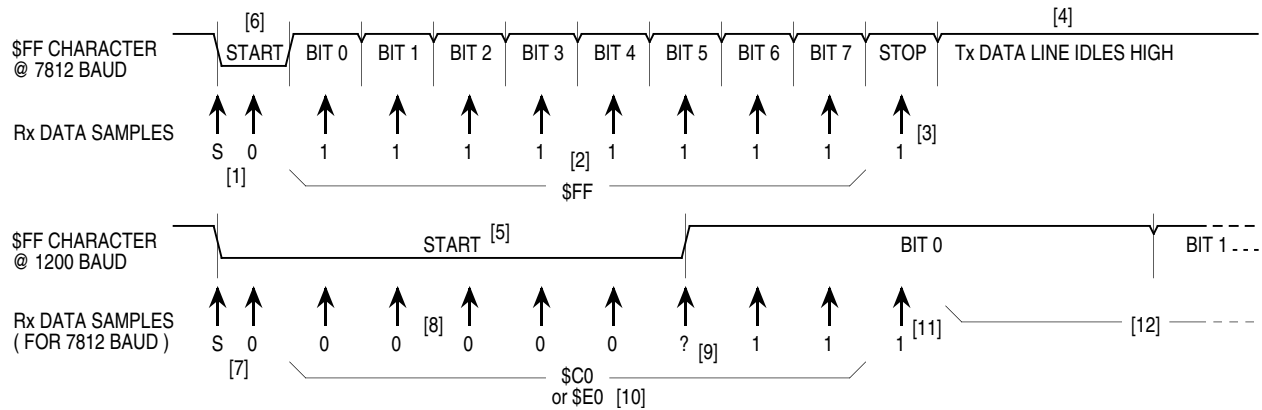 [6] [4]
$FF CHARACTER
@ 7812 BAUD
START BIT 0 BIT 1 BIT 2 BIT 3 BIT 4 BIT 5 BIT 6 BIT 7 STOP Tx DATA LINE IDLES HIGH
Rx DATA SAMPLES
[3]
S 0 1 1 1 1 1 1 1 1 1
[1] [2]
$FF
$FF CHARACTER
@ 1200 BAUD
START [5] BIT 0 BIT 1
Rx DATA SAMPLES
( FOR 7812 BAUD )
[8] [11] [12]
S 0 0 0 0 0 0 ? 1 1 1
[7] [9]
$C0
or $E0 [10]